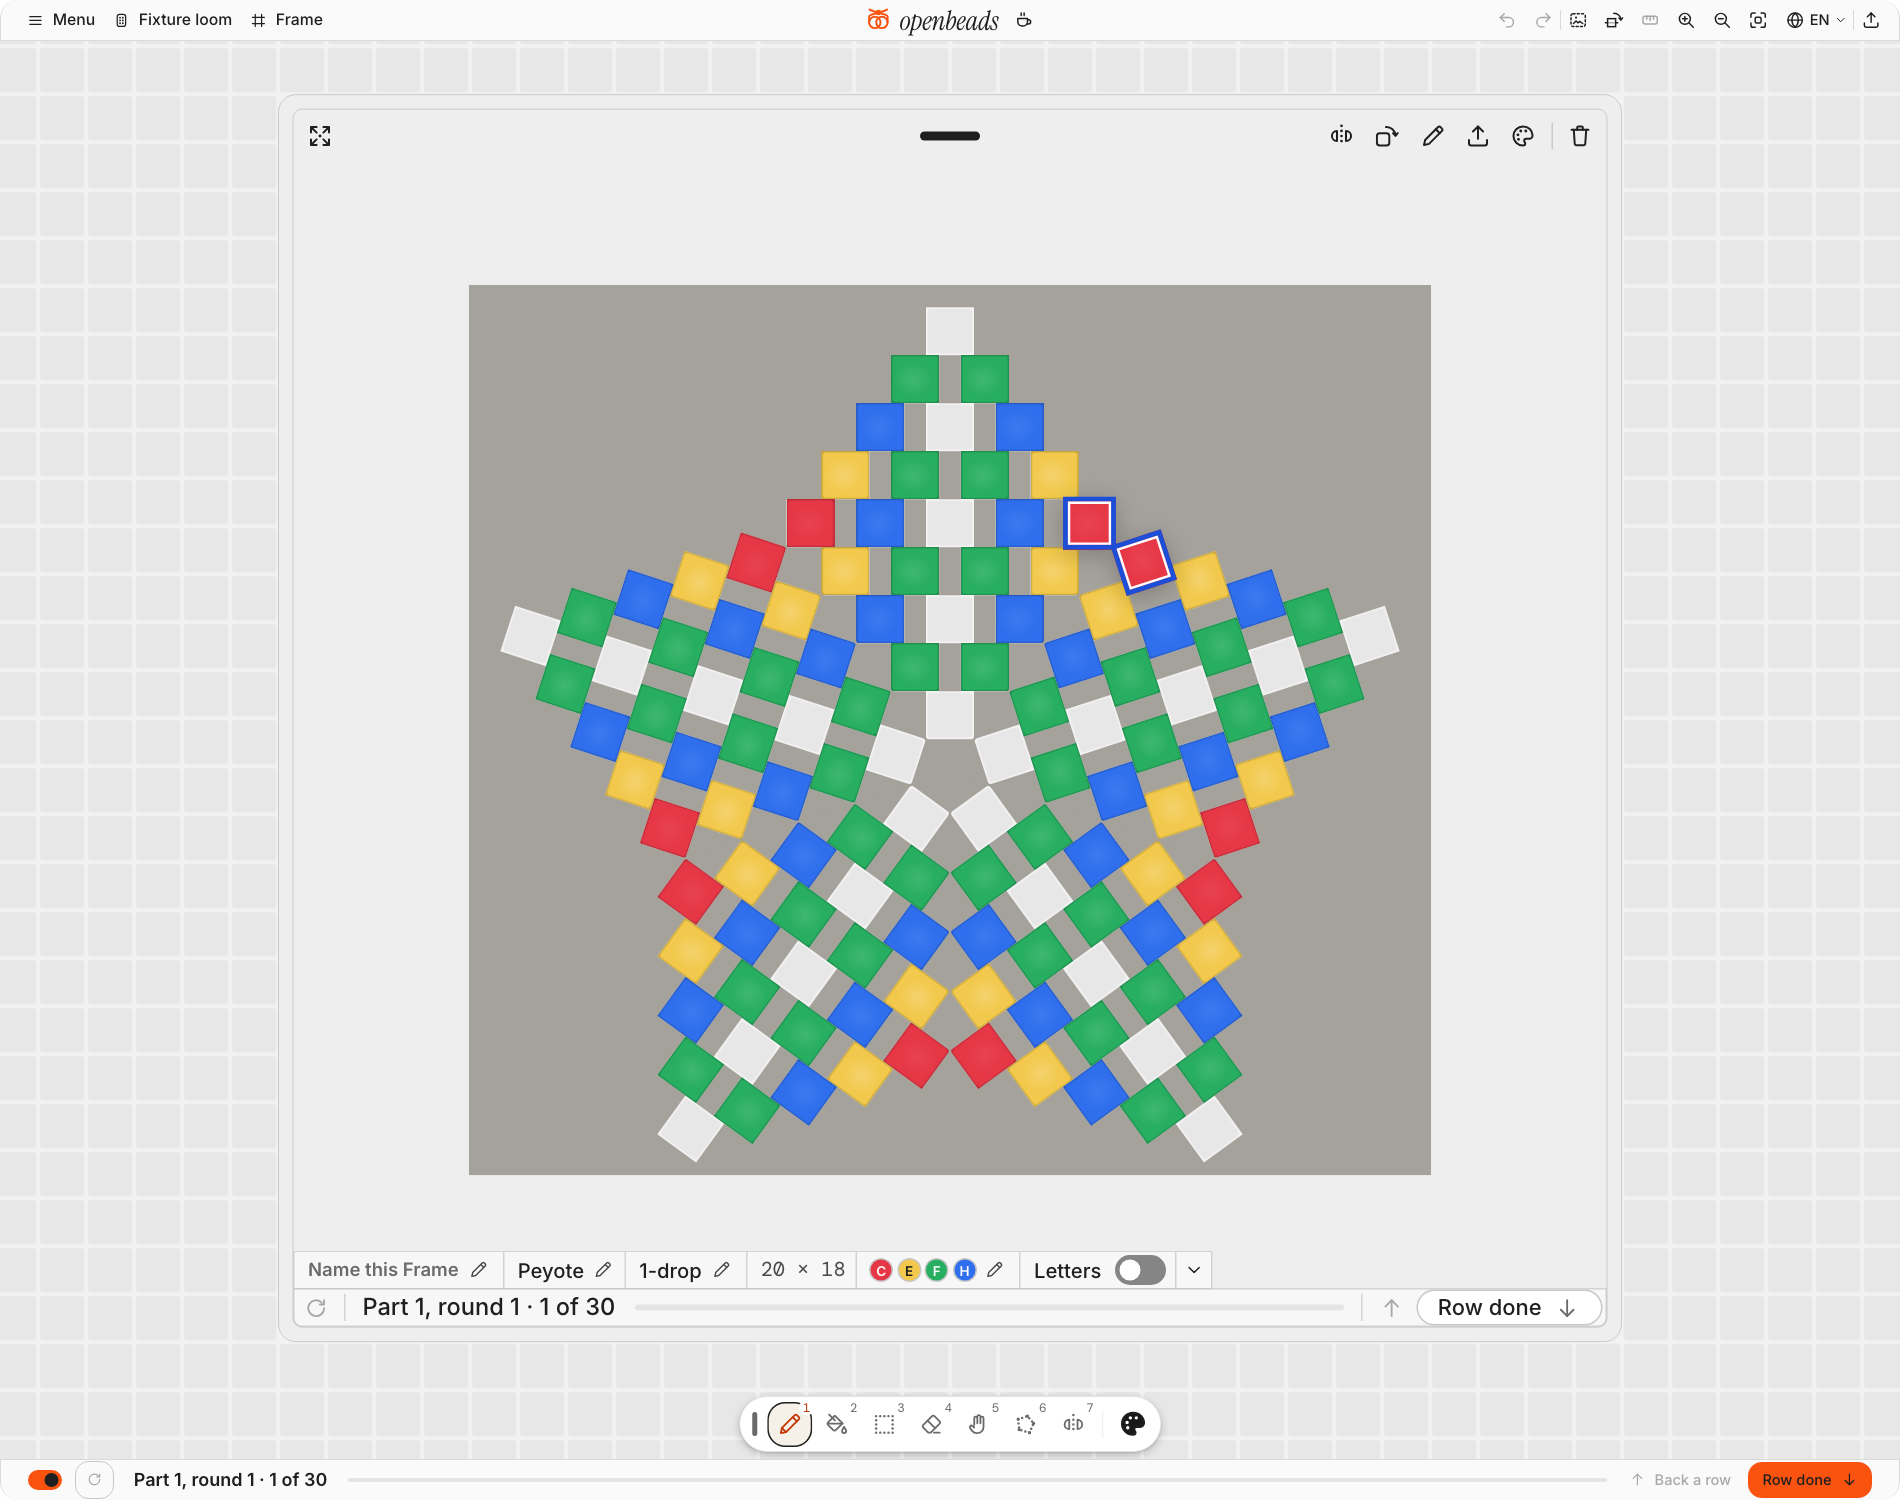 Menu
Fixture loom
Frame
openbeads
EN
Name this Frame
Peyote
1-drop
20 × 18
C E F H
Letters
Part 1, round 1 · 1 of 30
Row done
1 2 3 4 5 6 7
Part 1, round 1 · 1 of 30
Back a row
Row done